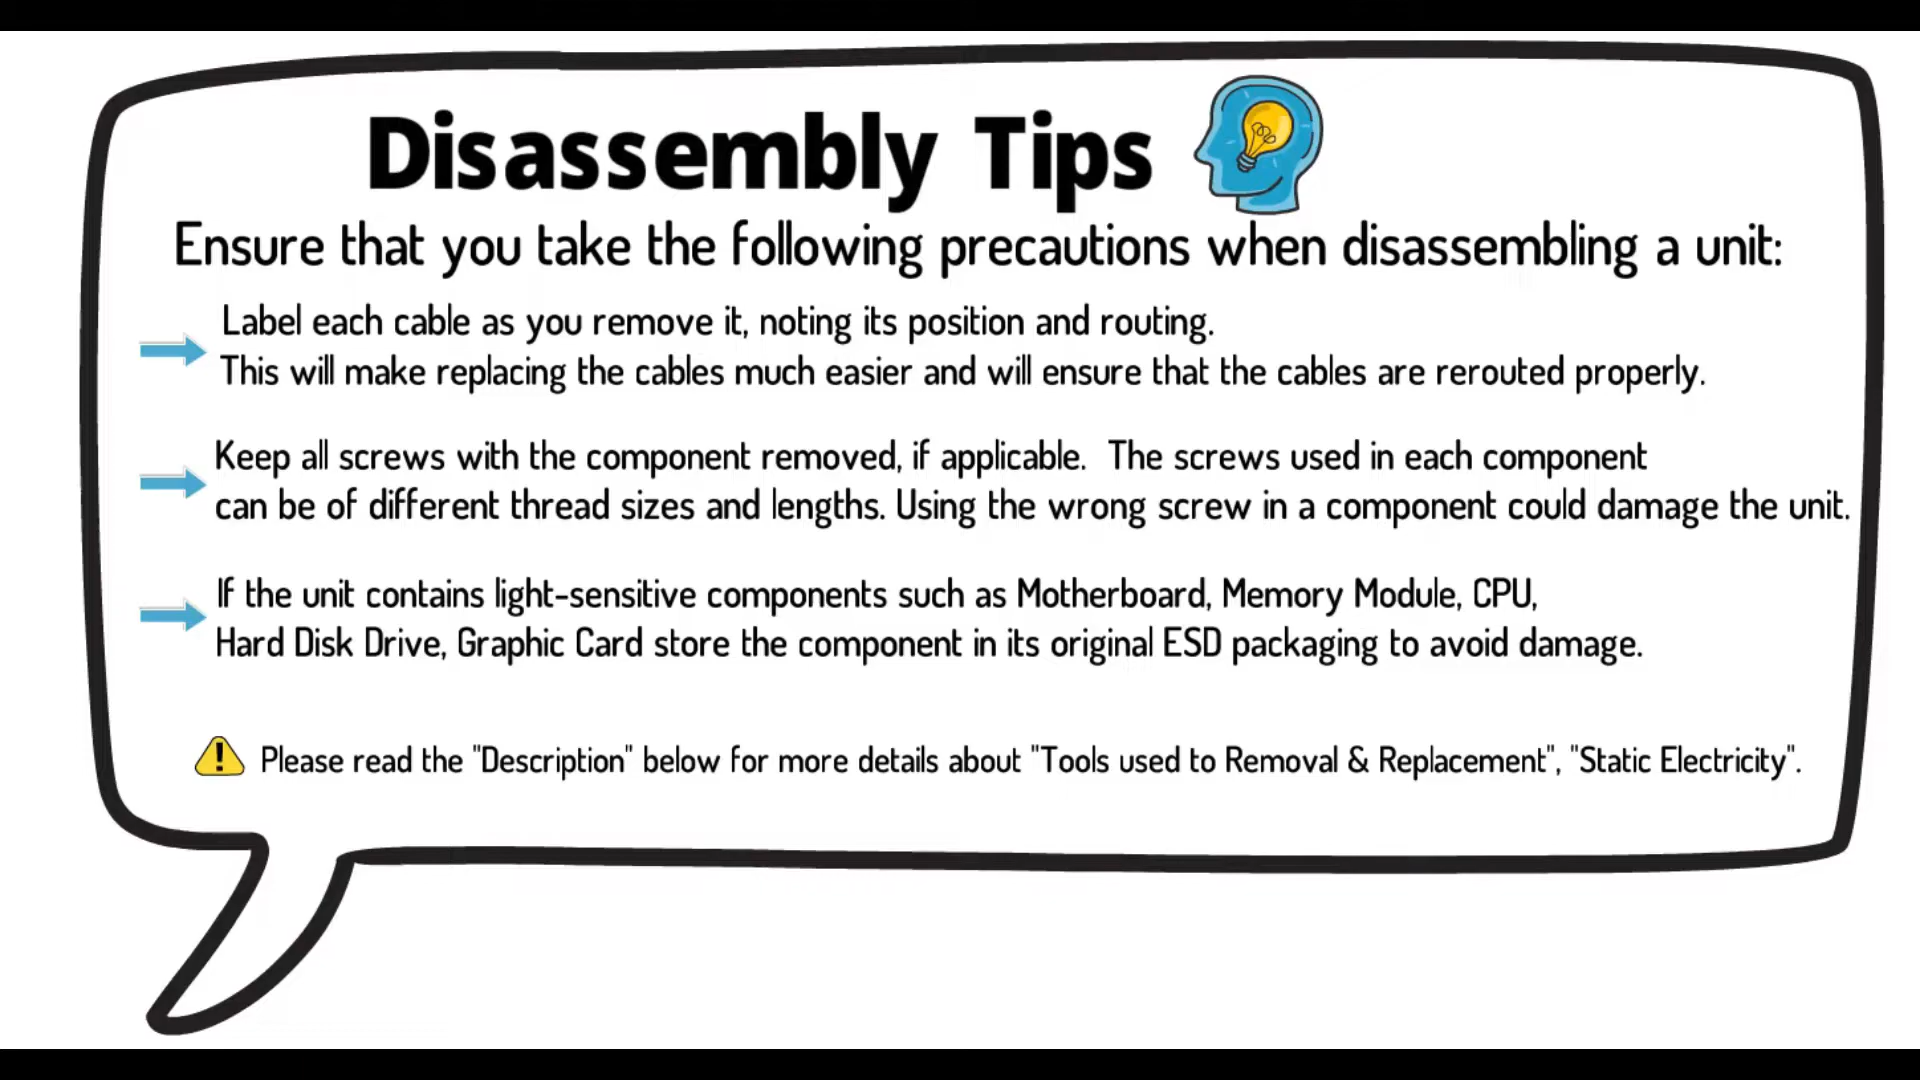 Disassembly Tips
Ensure that you take the following precautions when disassembling a unit:
Label each cable as you remove it, noting its position and routing.
This will make replacing the cables much easier and will ensure that the cables are rerouted properly.
Keep all screws with the component removed, if applicable. The screws used in each component
can be of different thread sizes and lengths. Using the wrong screw in a component could damage the unit.
If the unit contains light-sensitive components such as Motherboard, Memory Module, CPU,
Hard Disk Drive, Graphic Card store the component in its original ESD packaging to avoid damage.
Please read the "Description" below for more details about "Tools used to Removal & Replacement", "Static Electricity".